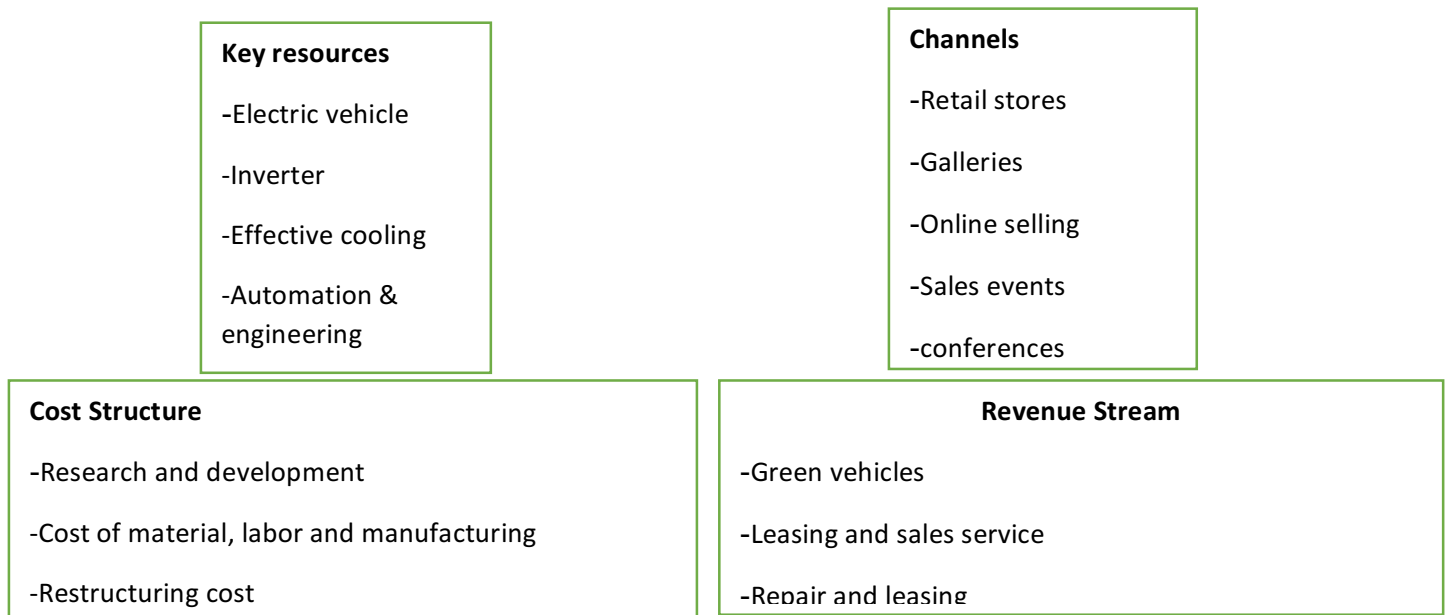 Key resources
-Electric vehicle
-Inverter
-Effective cooling
-Automation &
engineering
Channels
-Retail stores
-Galleries
-Online selling
-Sales events
-conferences
Cost Structure
-Research and development
-Cost of material, labor and manufacturing
-Restructuring cost
Revenue Stream
-Green vehicles
-Leasing and sales service
-Repair and leasing